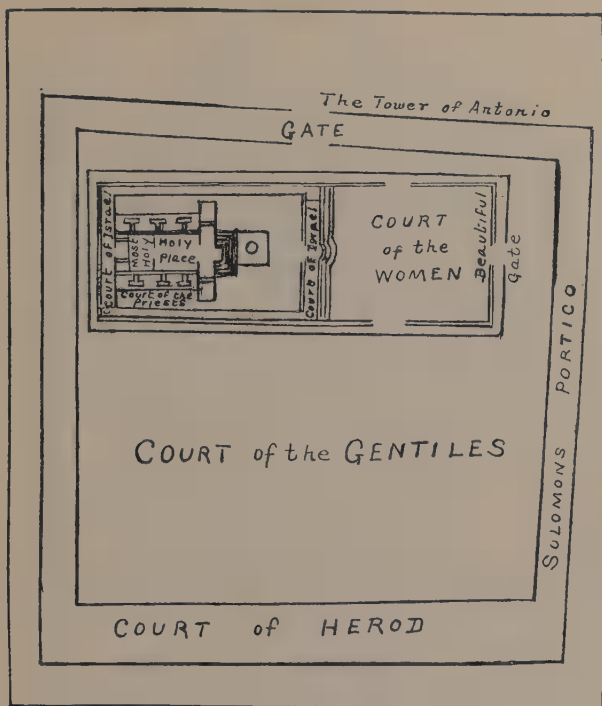 The Tower of Antonio
GATE
Court of Israel
Most
Holy
Holy
Place
Court of the
Priests
Court of Israel
COURT
of the
WOMEN
Beautiful
Gate
SOLOMONS PORTICO
COURT of the GENTILES
COURT of HEROD